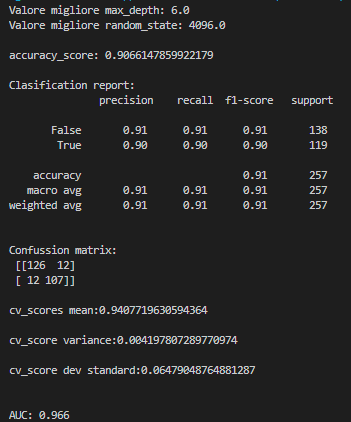 Valore migliore max_depth: 6.0
Valore migliore random_state: 4096.0
accuracy_score: 0.9066147859922179
Clasification report:
precision recall f1-score support
False 0.91 0.91 0.91 138
True 0.90 0.90 0.90 119
accuracy 0.91 257
macro avg 0.91 0.91 0.91 257
weighted avg 0.91 0.91 0.91 257
Confussion matrix:
[[126 12]
[ 12 107]]
cv_scores mean:0.9407719630594364
cv_score variance:0.004197807289770974
cv_score dev standard:0.06479048764881287
AUC: 0.966